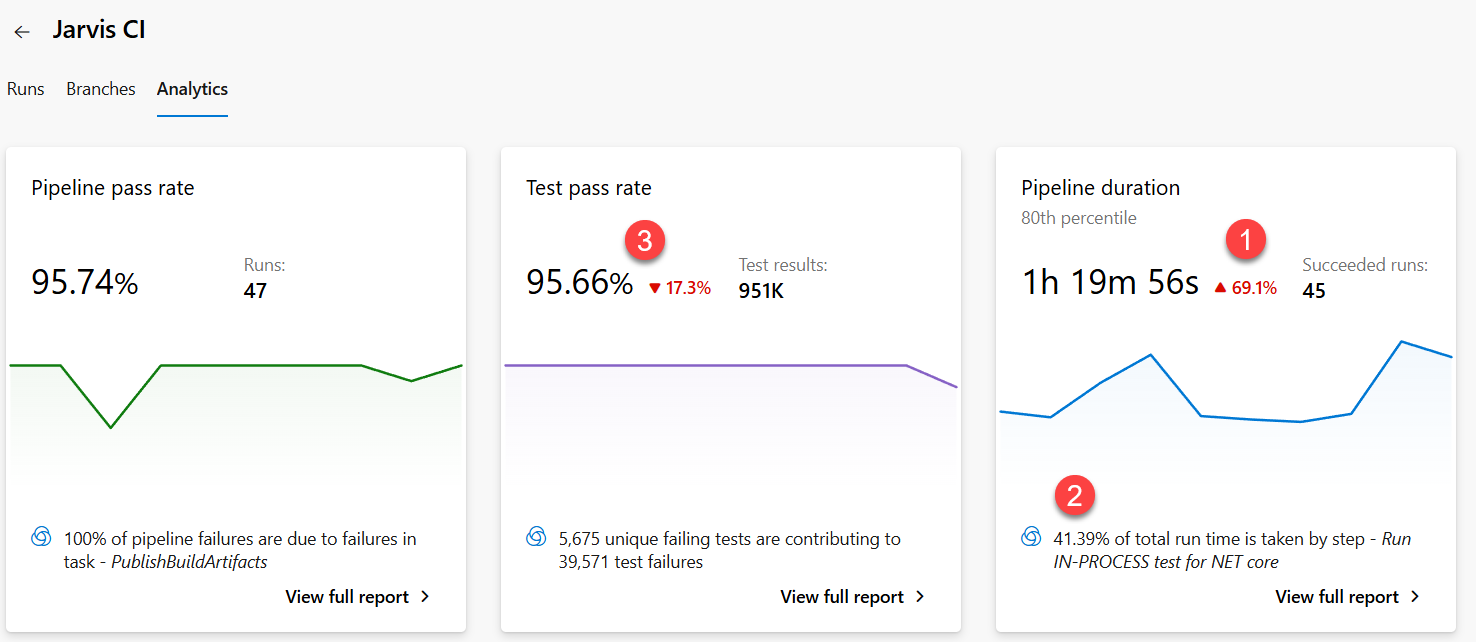 Jarvis CI
Runs Branches Analytics
Pipeline pass rate
95.74%
Runs:
47
100% of pipeline failures are due to failures in
task - PublishBuildArtifacts
View full report
Test pass rate
3
95.66% ▼ 17.3%
Test results:
951K
5,675 unique failing tests are contributing to
39,571 test failures
View full report
Pipeline duration
80th percentile
1
1h 19m 56s ▲ 69.1%
Succeeded runs:
45
2
41.39% of total run time is taken by step - Run
IN-PROCESS test for NET core
View full report